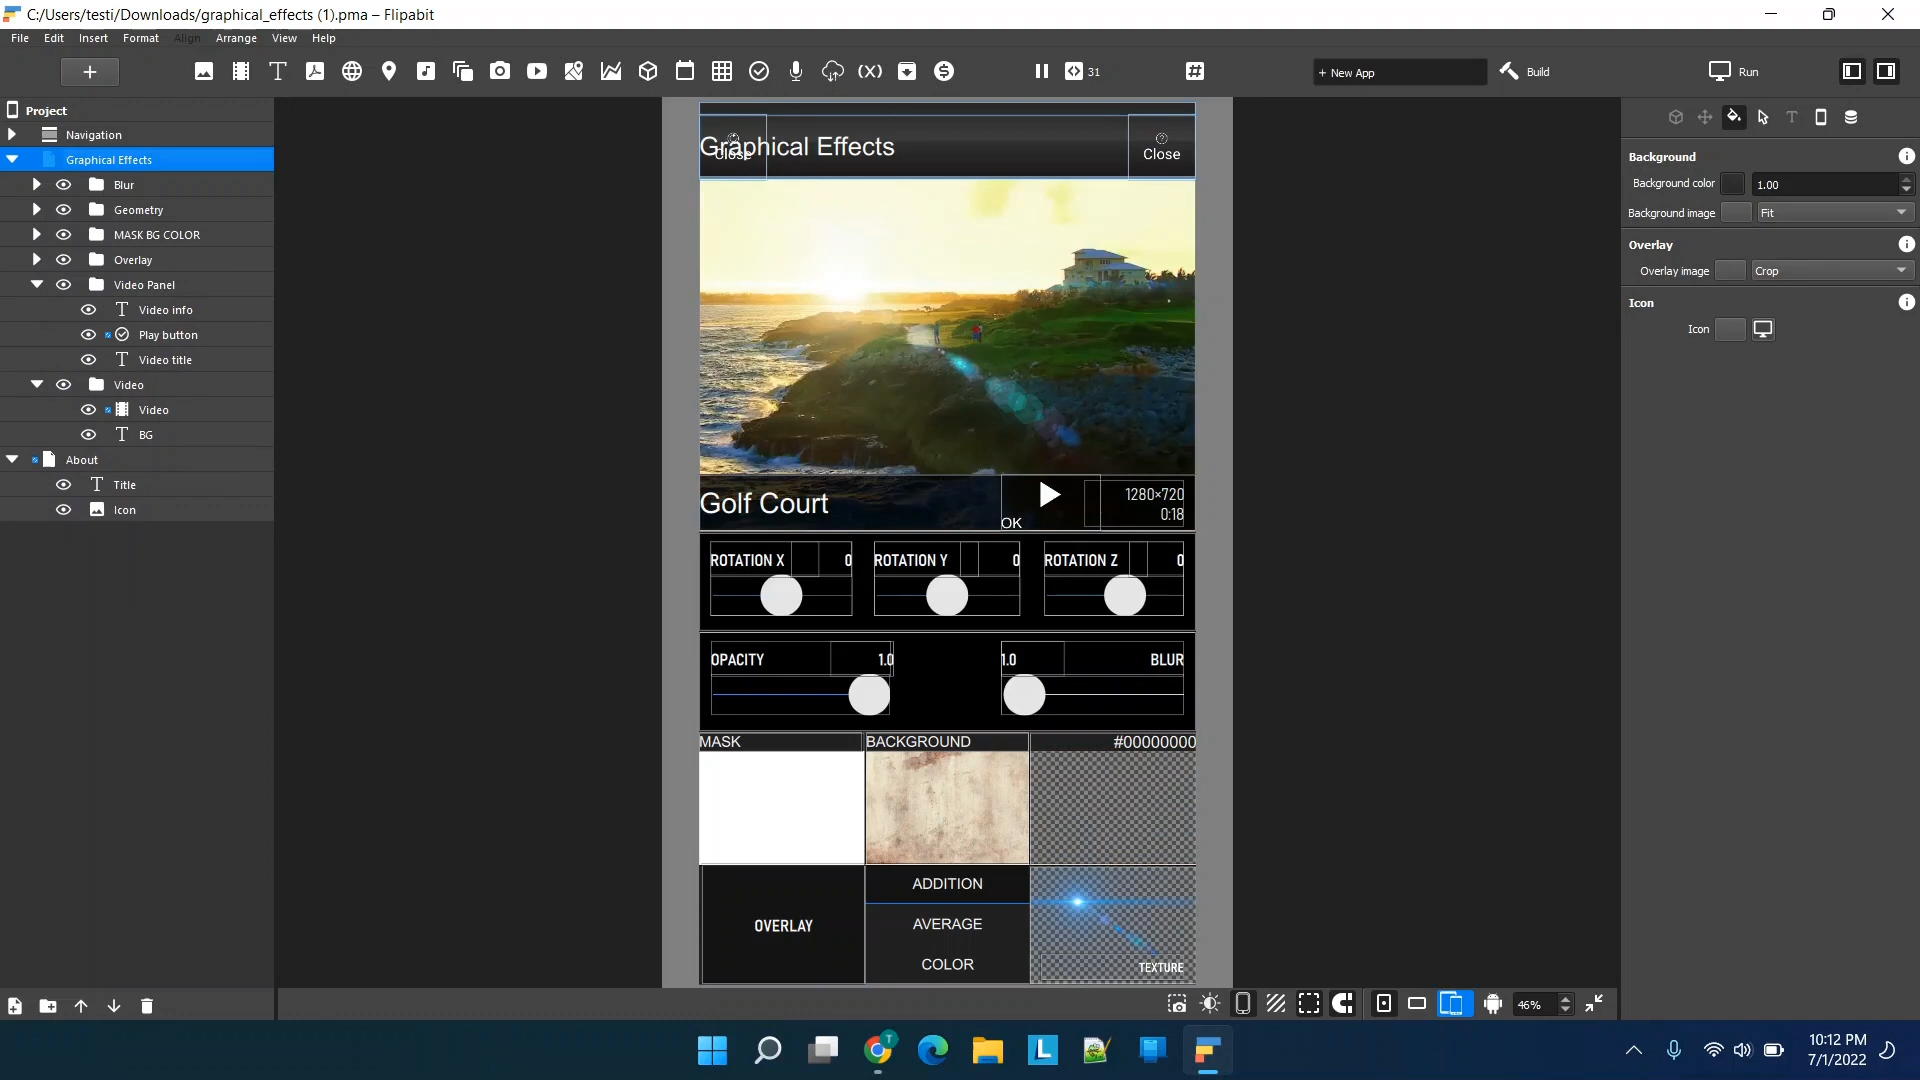 C:/Users/testi/Downloads/graphical_effects (1).pma – Flipabit
File Edit Insert Format Align Arrange View Help
31
+ New App
Build
Run
Project
Navigation
Graphical Effects
Blur
Geometry
MASK BG COLOR
Overlay
Video Panel
Video info
Play button
Video title
Video
Video
BG
About
Title
Icon
Graphical Effects
Close
Close
Golf Court
OK
1280×720
0:18
ROTATION X 0
ROTATION Y 0
ROTATION Z 0
OPACITY 1.0
1.0 BLUR
MASK
BACKGROUND
#00000000
OVERLAY
ADDITION
AVERAGE
COLOR
TEXTURE
Background
Background color 1.00
Background image Fit
Overlay
Overlay image Crop
Icon
Icon
46%
10:12 PM
7/1/2022